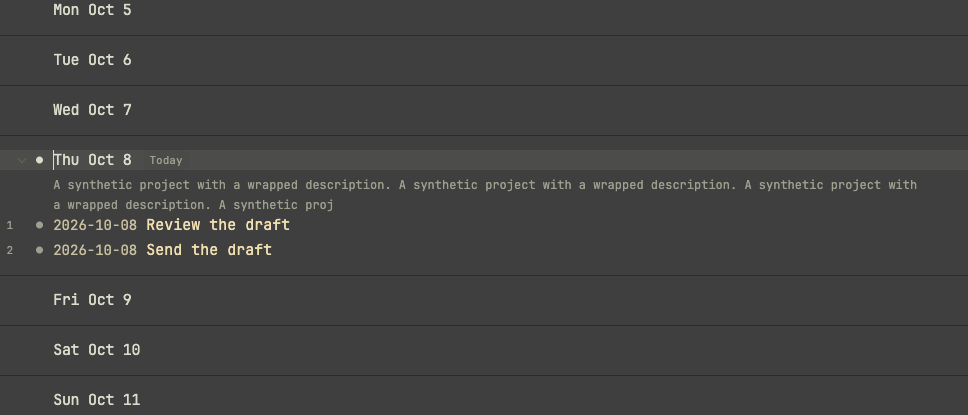 Mon Oct 5
Tue Oct 6
Wed Oct 7
Thu Oct 8 Today
A synthetic project with a wrapped description. A synthetic project with a wrapped description. A synthetic project with
a wrapped description. A synthetic proj
1 2026-10-08 Review the draft
2 2026-10-08 Send the draft
Fri Oct 9
Sat Oct 10
Sun Oct 11